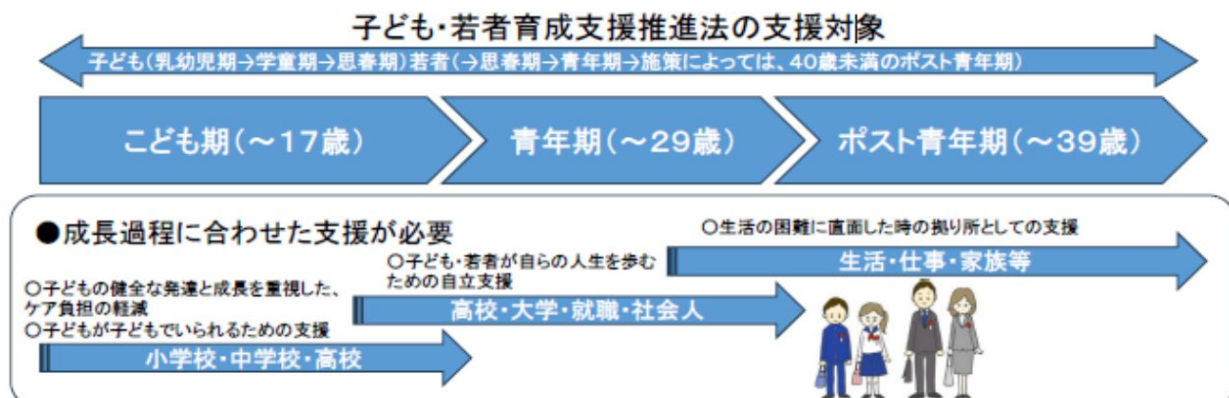 子ども・若者育成支援推進法の支援対象
子ども(乳幼児期→学童期→思春期)若者(→思春期→青年期→施策によっては、40歳未満のポスト青年期)
こども期(～17歳)
青年期(～29歳)
ポスト青年期(～39歳)
●成長過程に合わせた支援が必要
○生活の困難に直面した時の拠り所としての支援
生活・仕事・家族等
○子ども・若者が自らの人生を歩む
ための自立支援
高校・大学・就職・社会人
○子どもの健全な発達と成長を重視した、
ケア負担の軽減
○子どもが子どもでいられるための支援
小学校・中学校・高校